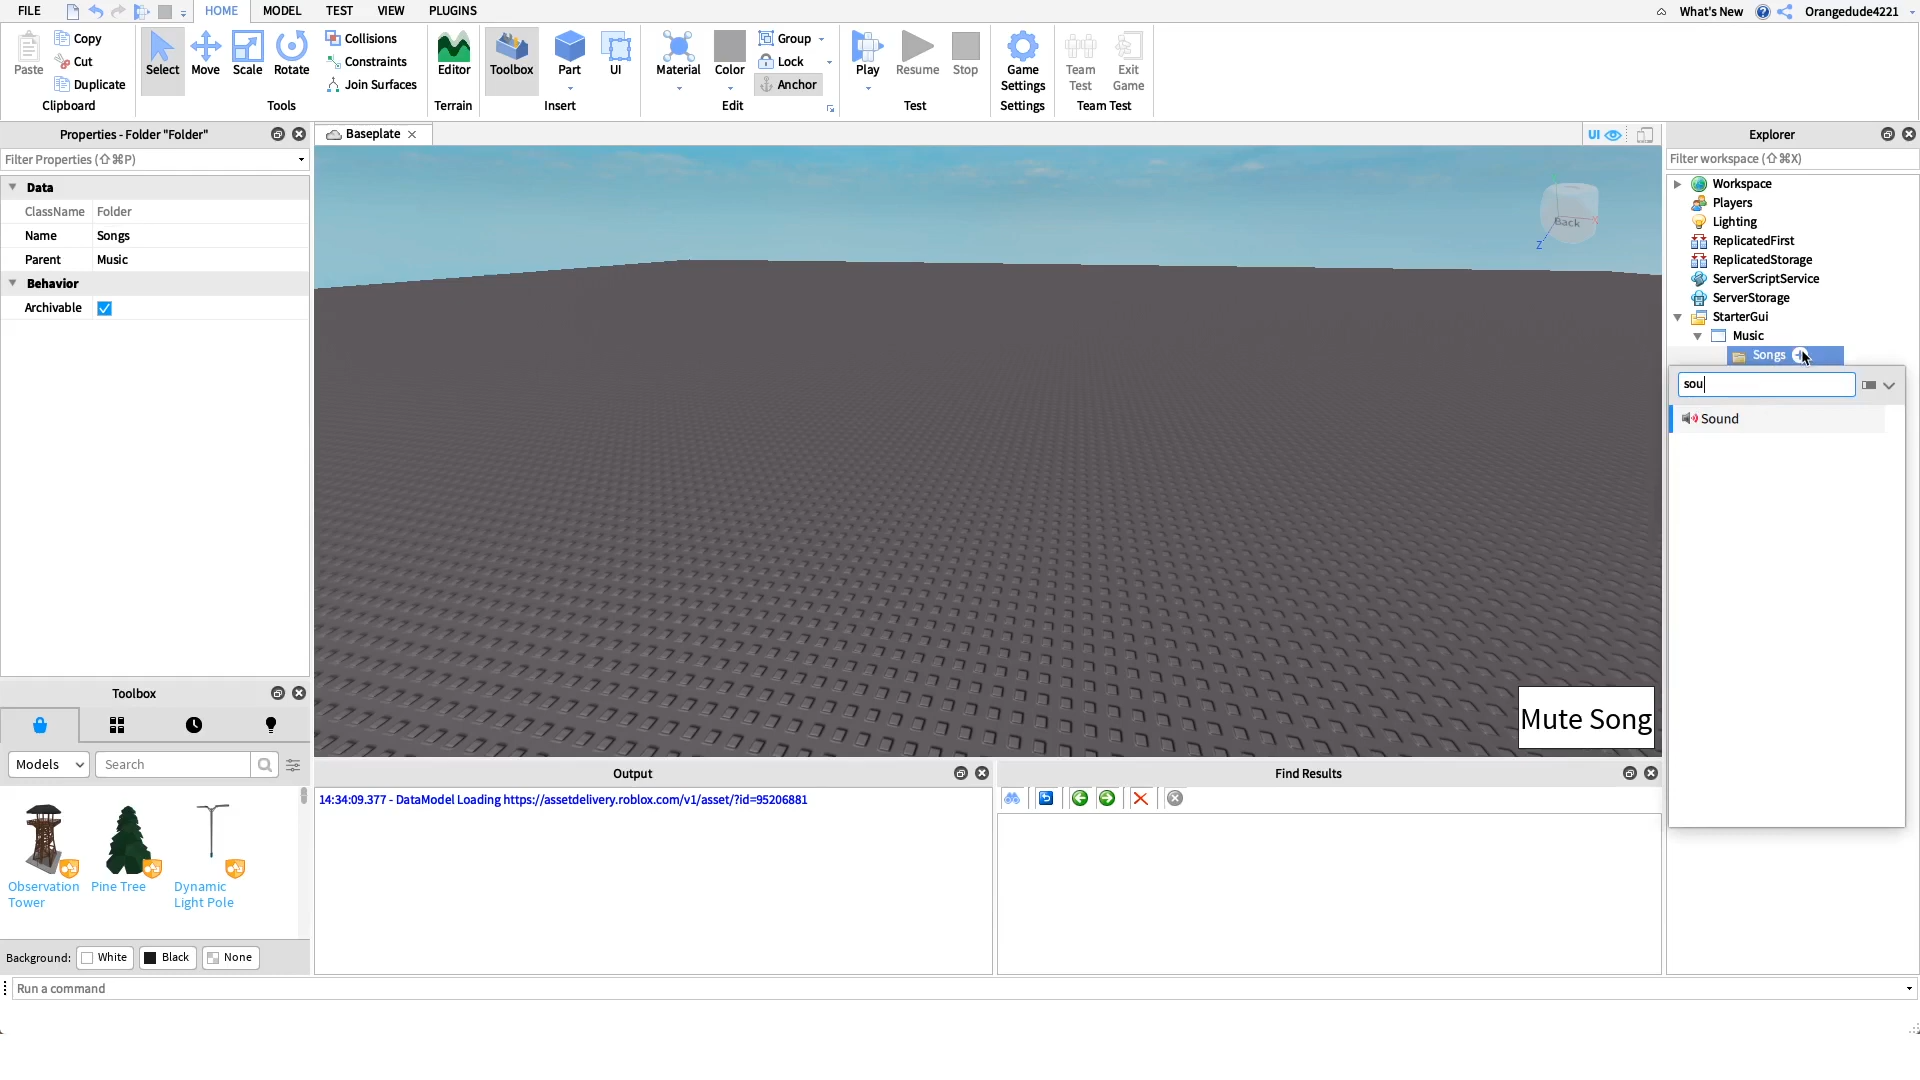 FILE HOME MODEL TEST VIEW PLUGINS What's New Orangedude4221
Paste Copy Cut Duplicate Clipboard
Select Move Scale Rotate Collisions Constraints Join Surfaces Tools
Editor Terrain
Toolbox Part UI Insert
Material Color Group Lock Anchor Edit
Play Resume Stop Test
Game Settings Settings
Team Test Exit Game Team Test
Properties - Folder "Folder"
Filter Properties (⇧⌘P)
Data
ClassName Folder
Name Songs
Parent Music
Behavior
Archivable
Baseplate
UI
Back
X
Z
Mute Song
Explorer
Filter workspace (⇧⌘X)
Workspace
Players
Lighting
ReplicatedFirst
ReplicatedStorage
ServerScriptService
ServerStorage
StarterGui
Music
Songs
sou
Sound
Toolbox
Models Search
Observation Tower
Pine Tree
Dynamic Light Pole
Background: White Black None
Output
14:34:09.377 - DataModel Loading https://assetdelivery.roblox.com/v1/asset/?id=95206881
Find Results
Run a command